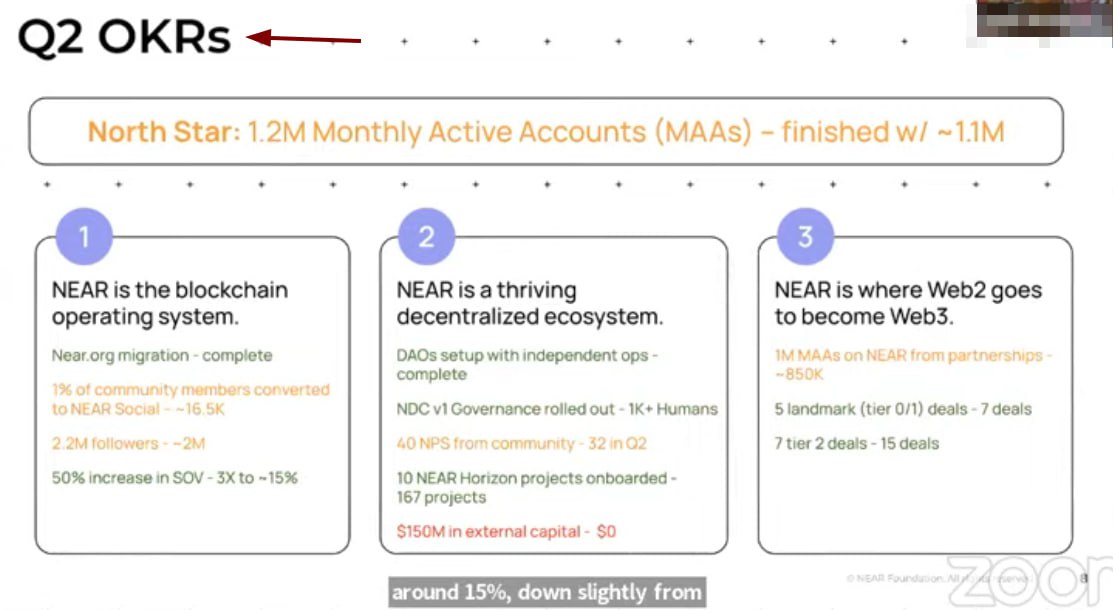 Q2 OKRs
North Star: 1.2M Monthly Active Accounts (MAAs) – finished w/ ~1.1M
1
NEAR is the blockchain
operating system.
Near.org migration - complete
1% of community members converted
to NEAR Social – ~16.5K
2.2M followers - ~2M
50% increase in SOV - 3X to ~15%
2
NEAR is a thriving
decentralized ecosystem.
DAOs setup with independent ops -
complete
NDC v1 Governance rolled out - 1K+ Humans
40 NPS from community - 32 in Q2
10 NEAR Horizon projects onboarded -
167 projects
$150M in external capital - $0
3
NEAR is where Web2 goes
to become Web3.
1M MAAs on NEAR from partnerships -
~850K
5 landmark (tier 0/1) deals - 7 deals
7 tier 2 deals - 15 deals
© NEAR Foundation. All rights reserved.
8
zoom
around 15%, down slightly from